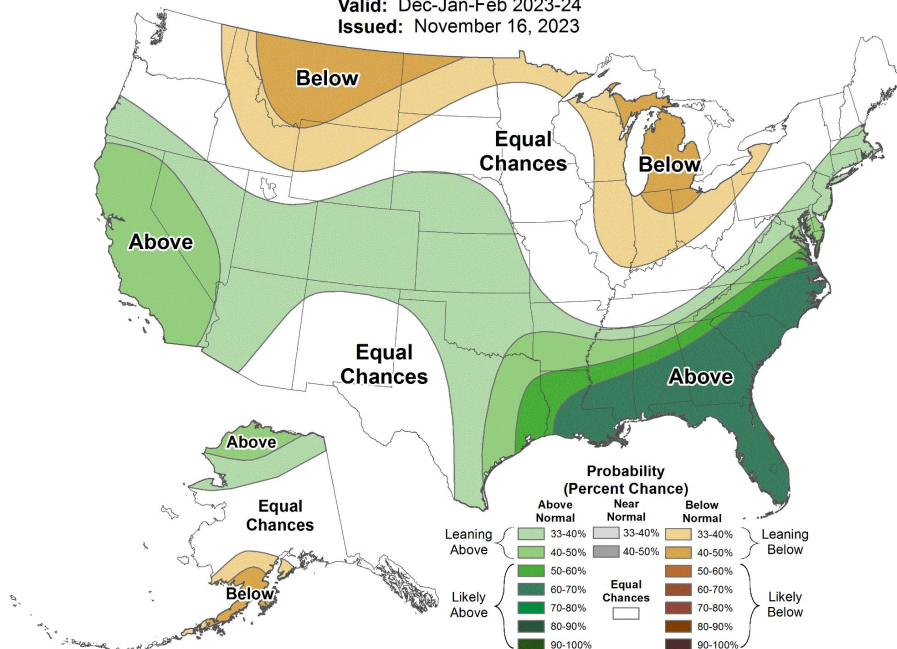 Valid: Dec-Jan-Feb 2023-24
Issued: November 16, 2023
Below
Equal
Chances
Below
Above
Equal
Chances
Above
Above
Equal
Chances
Below
Probability
(Percent Chance)
Above
Normal
Near
Normal
Below
Normal
Leaning
Above
33-40%
33-40%
33-40%
Leaning
Below
40-50%
40-50%
40-50%
Likely
Above
50-60%
Equal
Chances
50-60%
Likely
Below
60-70%
60-70%
70-80%
70-80%
80-90%
80-90%
90-100%
90-100%